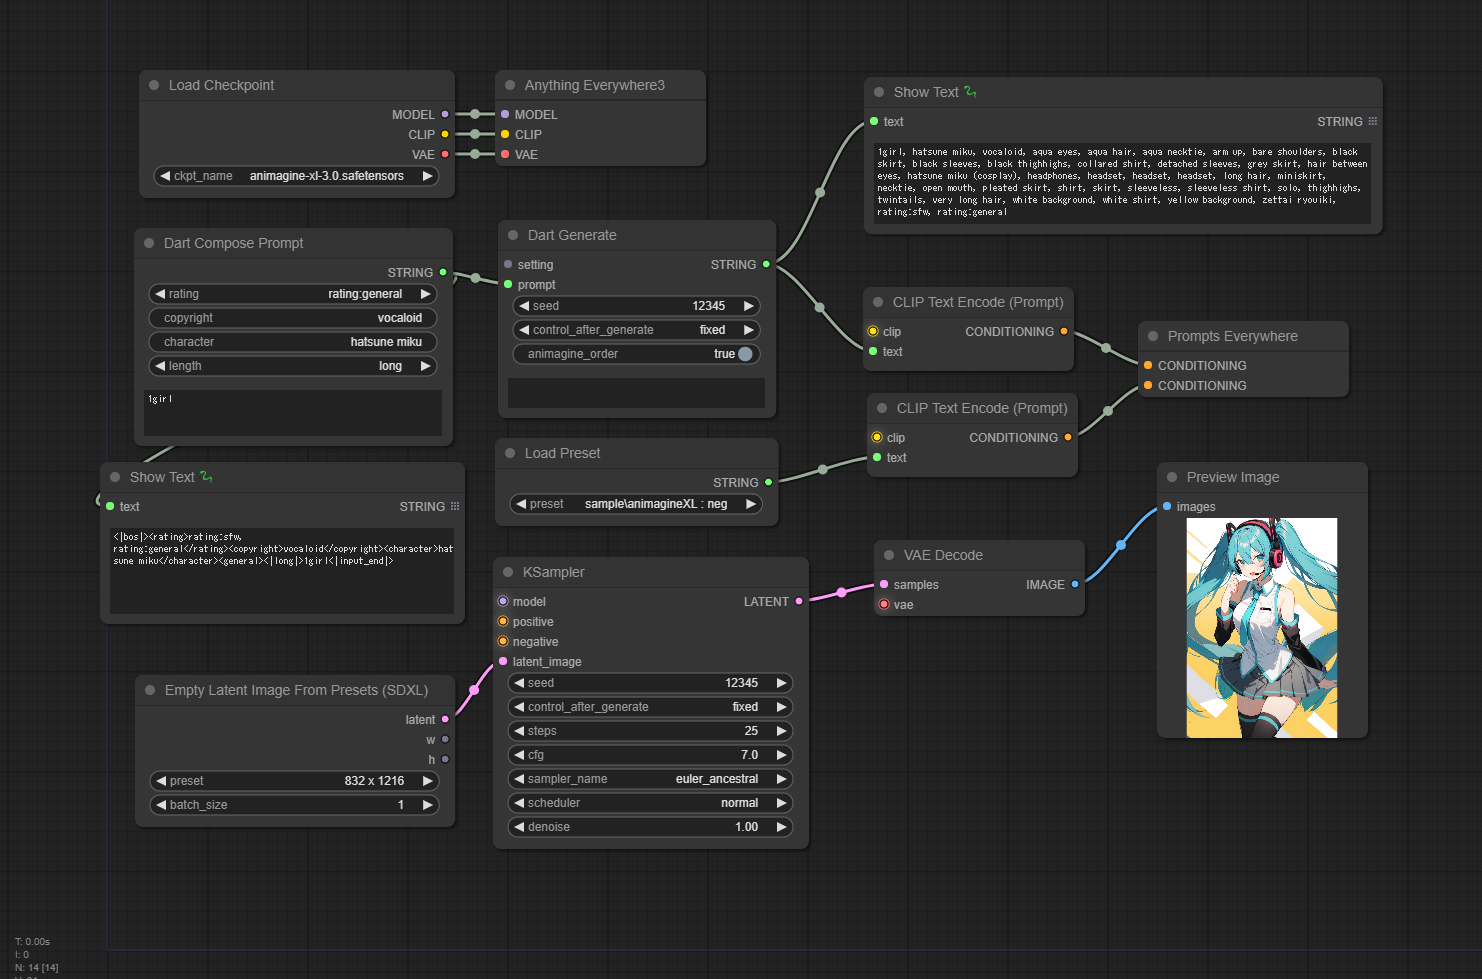 Load Checkpoint
MODEL
CLIP
VAE
ckpt_name animagine-xl-3.0.safetensors
Anything Everywhere3
MODEL
CLIP
VAE
Show Text
text STRING
1girl, hatsune miku, vocaloid, aqua eyes, aqua hair, aqua necktie, arm up, bare shoulders, black
skirt, black sleeves, black thighhighs, collared shirt, detached sleeves, grey skirt, hair between
eyes, hatsune miku (cosplay), headphones, headset, headset, headset, long hair, miniskirt,
necktie, open mouth, pleated skirt, shirt, skirt, sleeveless, sleeveless shirt, solo, thighhighs,
twintails, very long hair, white background, white shirt, yellow background, zettai ryouiki,
rating:sfw, rating:general
Dart Compose Prompt
STRING
rating rating:general
copyright vocaloid
character hatsune miku
length long
1girl
Dart Generate
setting STRING
prompt
seed 12345
control_after_generate fixed
animagine_order true
CLIP Text Encode (Prompt)
clip CONDITIONING
text
Prompts Everywhere
CONDITIONING
CONDITIONING
CLIP Text Encode (Prompt)
clip CONDITIONING
text
Load Preset
STRING
preset sample\animagineXL : neg
Show Text
text STRING
<|bos|><rating>rating:sfw,
rating:general</rating><copyright>vocaloid</copyright><character>hat
sune miku</character><general><|long|>1girl<|input_end|>
Preview Image
images
KSampler
model LATENT
positive
negative
latent_image
seed 12345
control_after_generate fixed
steps 25
cfg 7.0
sampler_name euler_ancestral
scheduler normal
denoise 1.00
VAE Decode
samples IMAGE
vae
Empty Latent Image From Presets (SDXL)
latent
w
h
preset 832 x 1216
batch_size 1
T: 0.00s
I: 0
N: 14 [14]